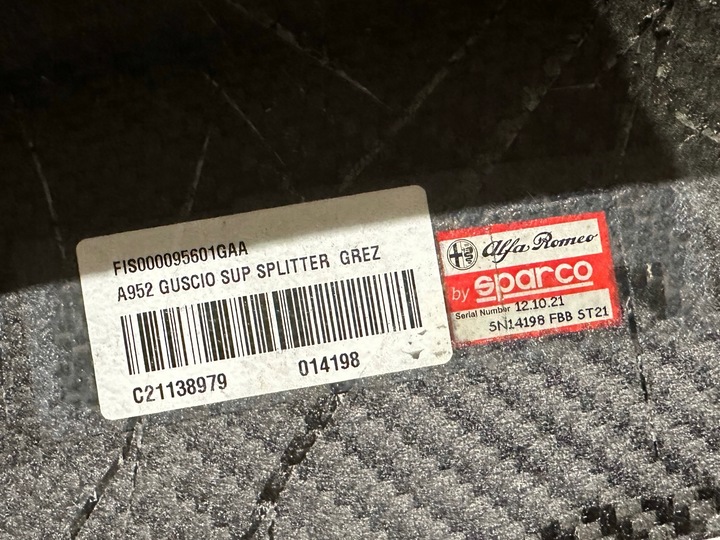 FIS000095601GAA
A952 GUSCIO SUP SPLITTER GREZ
C21138979 014198
Alfa Romeo
by sparco
Serial Number 12.10.21
SN14198 FBB ST21